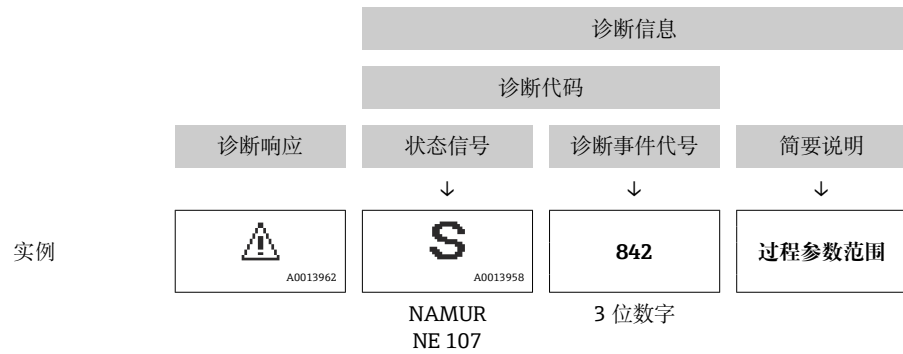 诊断信息
诊断代码
诊断响应 状态信号 诊断事件代号 简要说明
↓ ↓ ↓
实例 S 842 过程参数范围
A0013962 A0013958
NAMUR 3 位数字
NE 107